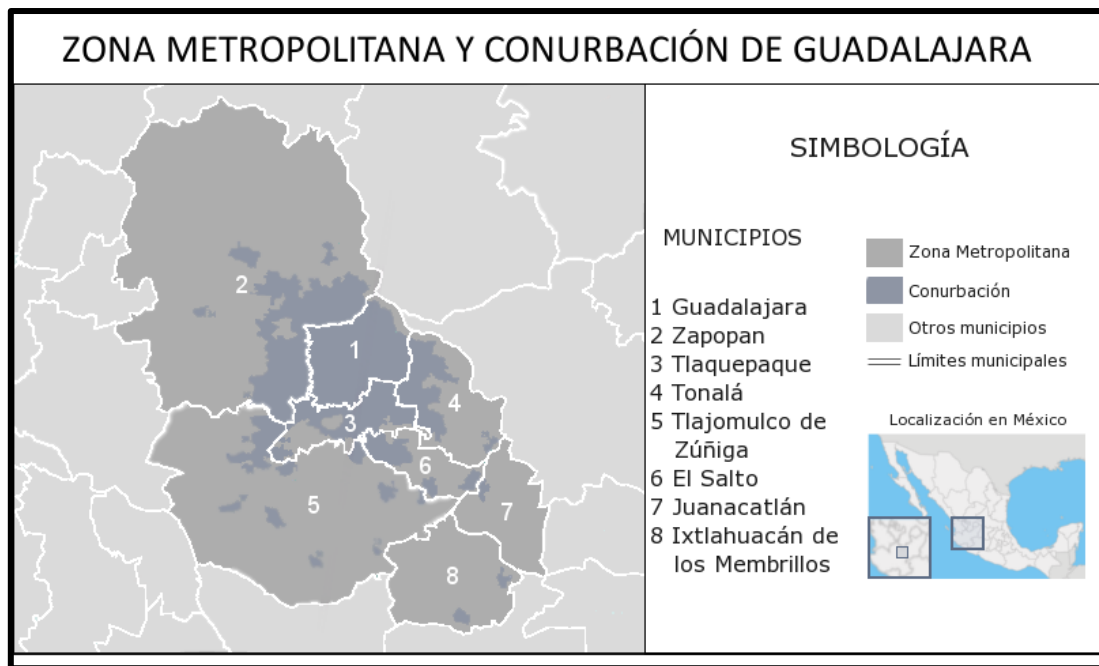 ZONA METROPOLITANA Y CONURBACIÓN DE GUADALAJARA
SIMBOLOGÍA
MUNICIPIOS
1 Guadalajara
2 Zapopan
3 Tlaquepaque
4 Tonalá
5 Tlajomulco de
Zúñiga
6 El Salto
7 Juanacatlán
8 Ixtlahuacán de
los Membrillos
Zona Metropolitana
Conurbación
Otros municipios
Límites municipales
Localización en México
2
1
4
3
6
5
7
8